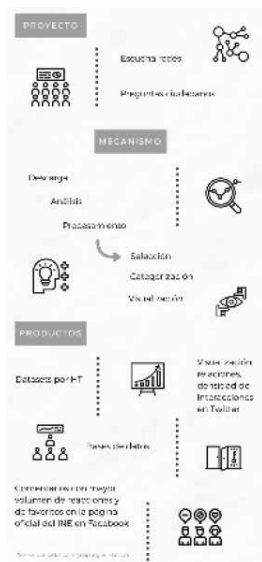 PROYECTO
Escucha redes
Preguntas ciudadanos
MECANISMO
Descarga
Análisis
Procesamiento
Selección
Categorización
Visualización
PRODUCTOS
Datasets por HT
Visualización,
relaciones,
densidad de
interacciones
en Twitter
Bases de datos
Comentarios con mayor
volumen de reacciones y
de favoritos en la pagina
oficial del INE en Facebook